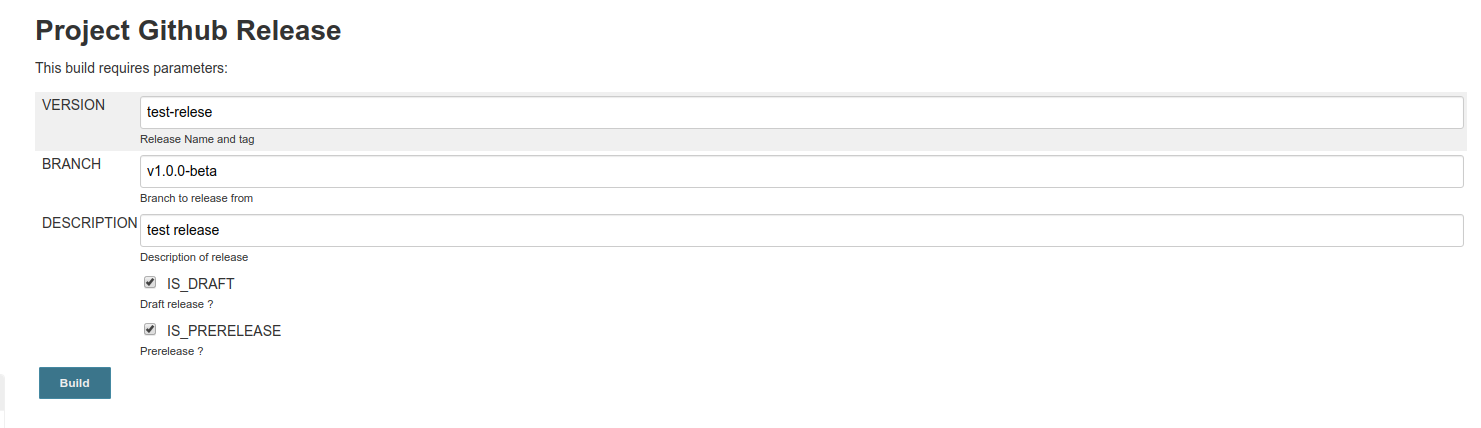 Project Github Release
This build requires parameters:
VERSION
test-relese
Release Name and tag
BRANCH
v1.0.0-beta
Branch to release from
DESCRIPTION
test release
Description of release
IS_DRAFT
Draft release ?
IS_PRERELEASE
Prerelease ?
Build